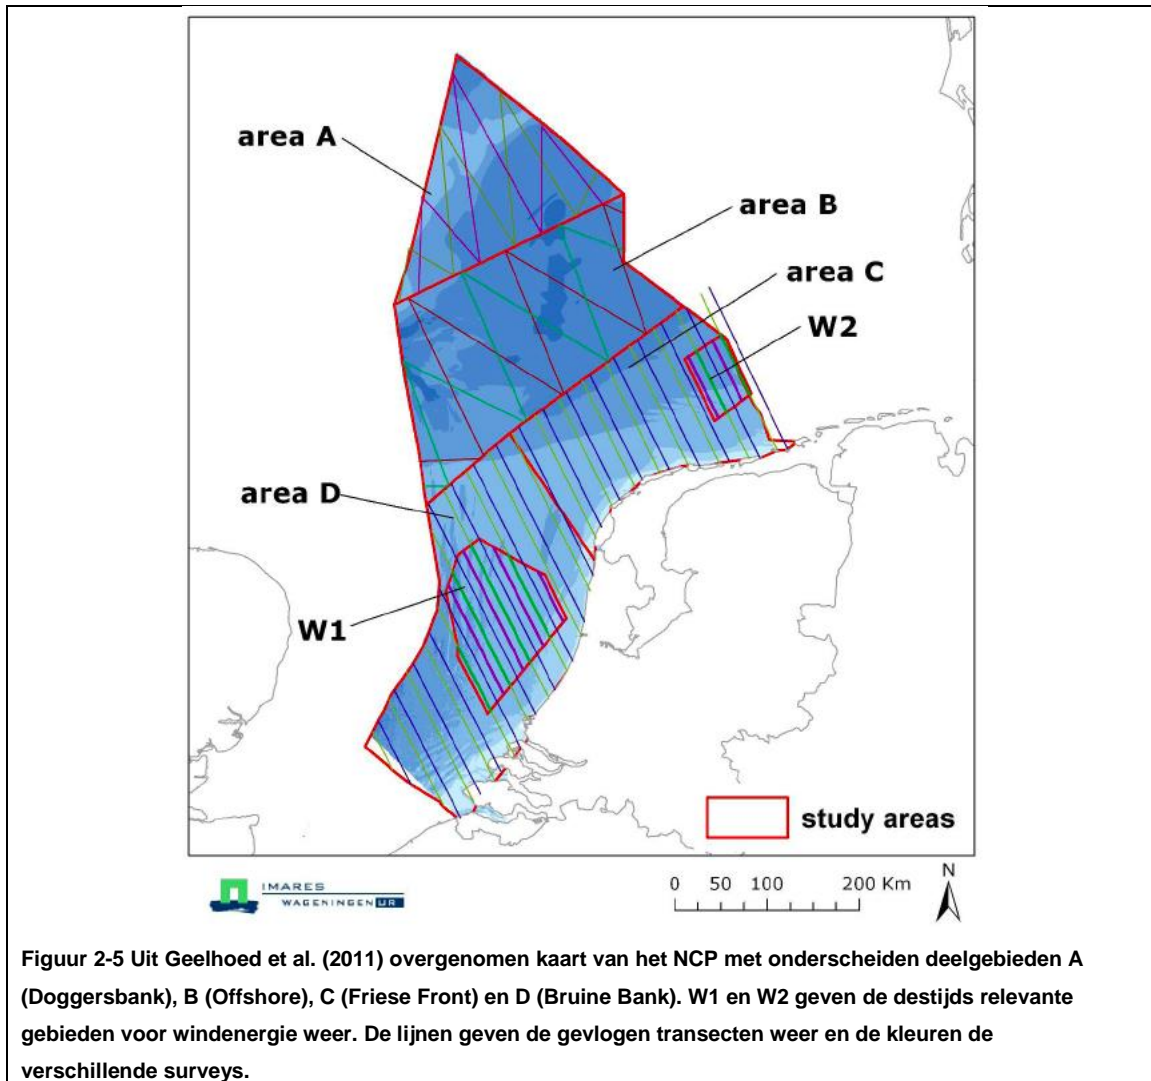 area A
area B
area C
W2
area D
W1
study areas
IMARES
WAGENINGEN UR
0 50 100 200 Km
N
Figuur 2-5 Uit Geelhoed et al. (2011) overgenomen kaart van het NCP met onderscheiden deelgebieden A
(Doggersbank), B (Offshore), C (Friese Front) en D (Bruine Bank). W1 en W2 geven de destijds relevante
gebieden voor windenergie weer. De lijnen geven de gevlogen transecten weer en de kleuren de
verschillende surveys.